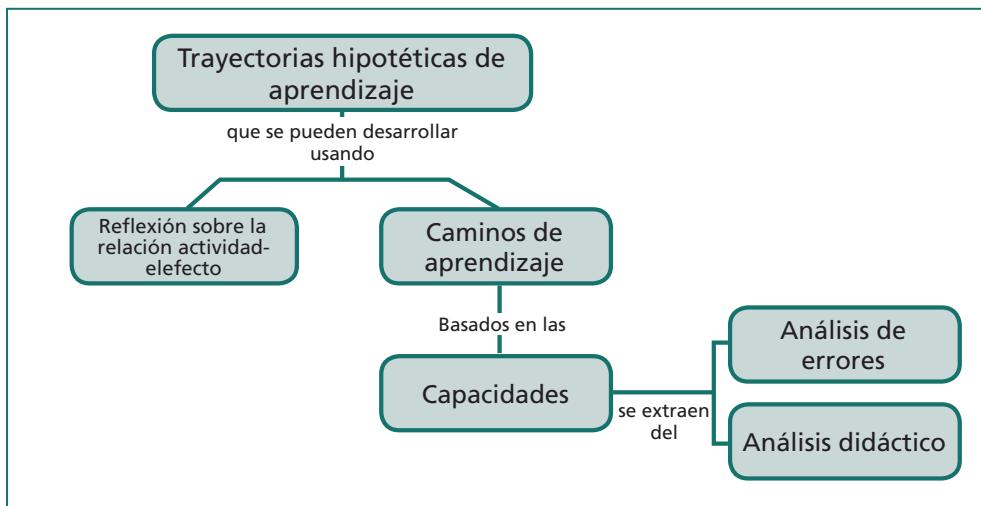 Trayectorias hipotéticas de
aprendizaje
que se pueden desarrollar
usando
Reflexión sobre la
relación actividad-
elefecto
Caminos de
aprendizaje
Basados en las
Capacidades
se extraen
del
Análisis de
errores
Análisis didáctico